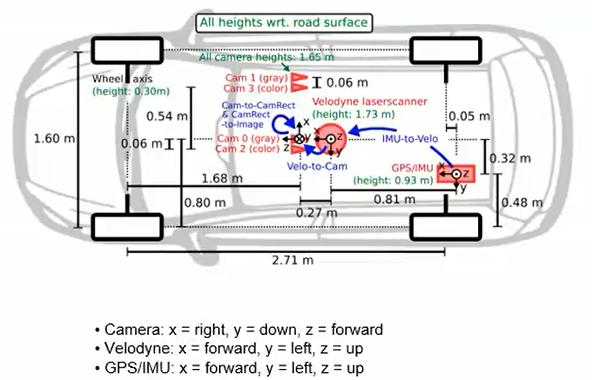 All heights wrt. road surface
All camera heights: 1.65 m
Wheel axis
(height: 0.30m)
Cam 1 (gray)
Cam 3 (color)
0.06 m
Cam-to-CamRect
& CamRect
-to-Image
Velodyne laserscanner
(height: 1.73 m)
0.54 m
0.05 m
1.60 m
0.06 m
Cam 0 (gray)
Cam 2 (color)
x
y
z
x
z
y
IMU-to-Velo
Velo-to-Cam
0.32 m
GPS/IMU
(height: 0.93 m)
x
z
y
1.68 m
0.80 m
0.27 m
0.81 m
0.48 m
2.71 m
• Camera: x = right, y = down, z = forward
• Velodyne: x = forward, y = left, z = up
• GPS/IMU: x = forward, y = left, z = up